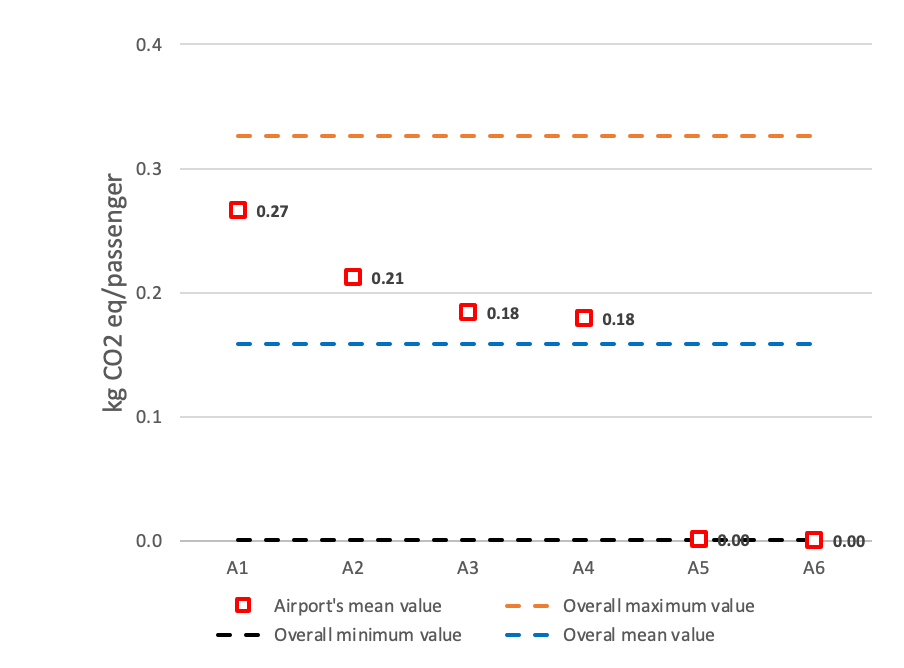 0.4
0.3
0.2
0.1
0.0
kg CO2 eq/passenger
0.27
0.21
0.18
0.18
0.00
0.00
A1 A2 A3 A4 A5 A6
Airport's mean value Overall maximum value
Overall minimum value Overal mean value